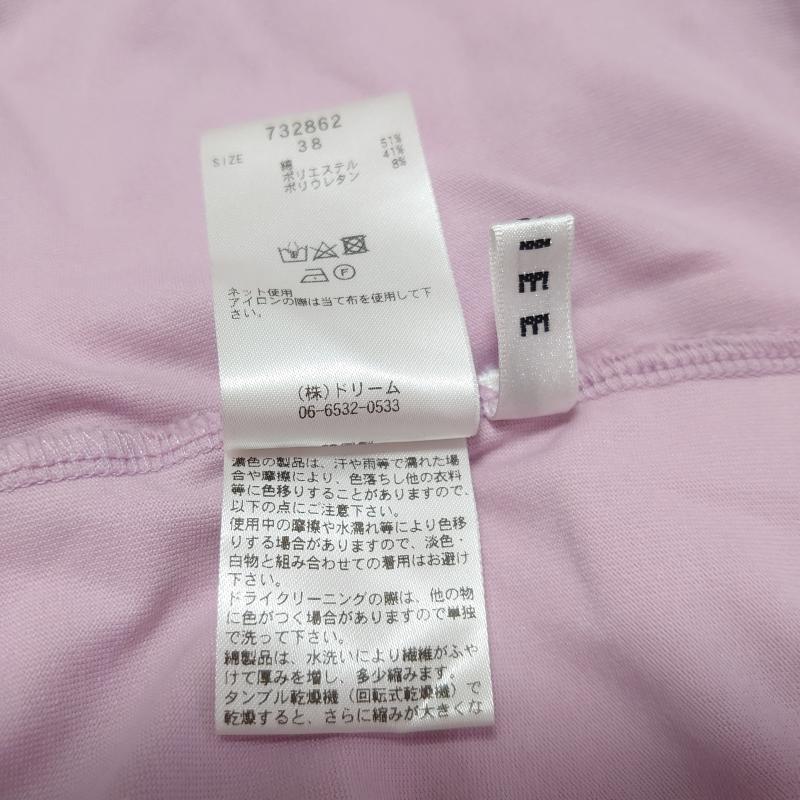 732862
SIZE 38
綿 51%
ポリエステル 41%
ポリウレタン 8%
F
ネット使用
アイロンの際は当て布を使用して下
さい。
(株)ドリーム
06-6532-0533
濃色の製品は、汗や雨等で濡れた場
合や摩擦により、色落ちし他の衣料
等に色移りすることがありますので、
以下の点にご注意下さい。
使用中の摩擦や水濡れ等により色移
りする場合がありますので、淡色・
白物と組み合わせての着用はお避け
下さい。
ドライクリーニングの際は、他の物
に色がつく場合がありますので単独
で洗って下さい。
綿製品は、水洗いにより繊維がふや
けて厚みを増し、多少縮みます。
タンブル乾燥機(回転式乾燥機)で
乾燥すると、さらに縮みが大きくな